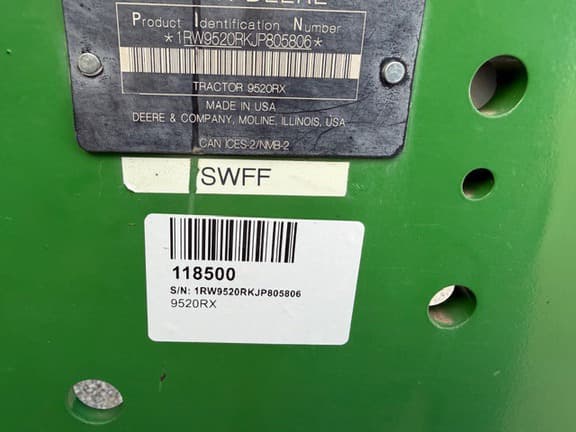 DEERE
Product Identification Number
*1RW9520RKJP805806*
TRACTOR 9520RX
MADE IN USA
DEERE & COMPANY, MOLINE, ILLINOIS, USA
CAN ICES-2/NMB-2
SWFF
118500
S/N: 1RW9520RKJP805806
9520RX